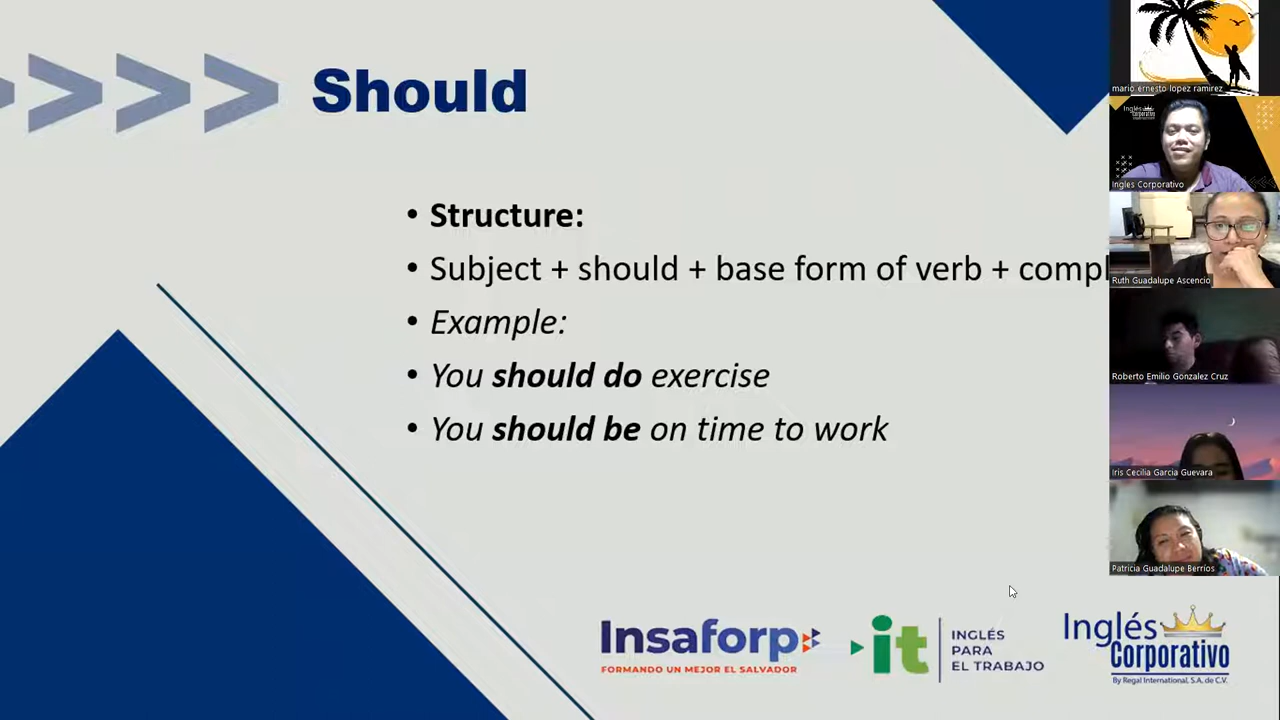 Should
• Structure:
• Subject + should + base form of verb + compl
• Example:
• You should do exercise
• You should be on time to work
Insaforp
FORMANDO UN MEJOR EL SALVADOR
it
INGLÉS
PARA
EL TRABAJO
Inglés
Corporativo
By Regal International, S.A. de C.V.
mario ernesto lopez ramirez
Inglés
Corporativo
Ingles Corporativo
Ruth Guadalupe Ascencio
Roberto Emilio Gonzalez Cruz
Iris Cecilia Garcia Guevara
Patricia Guadalupe Berríos